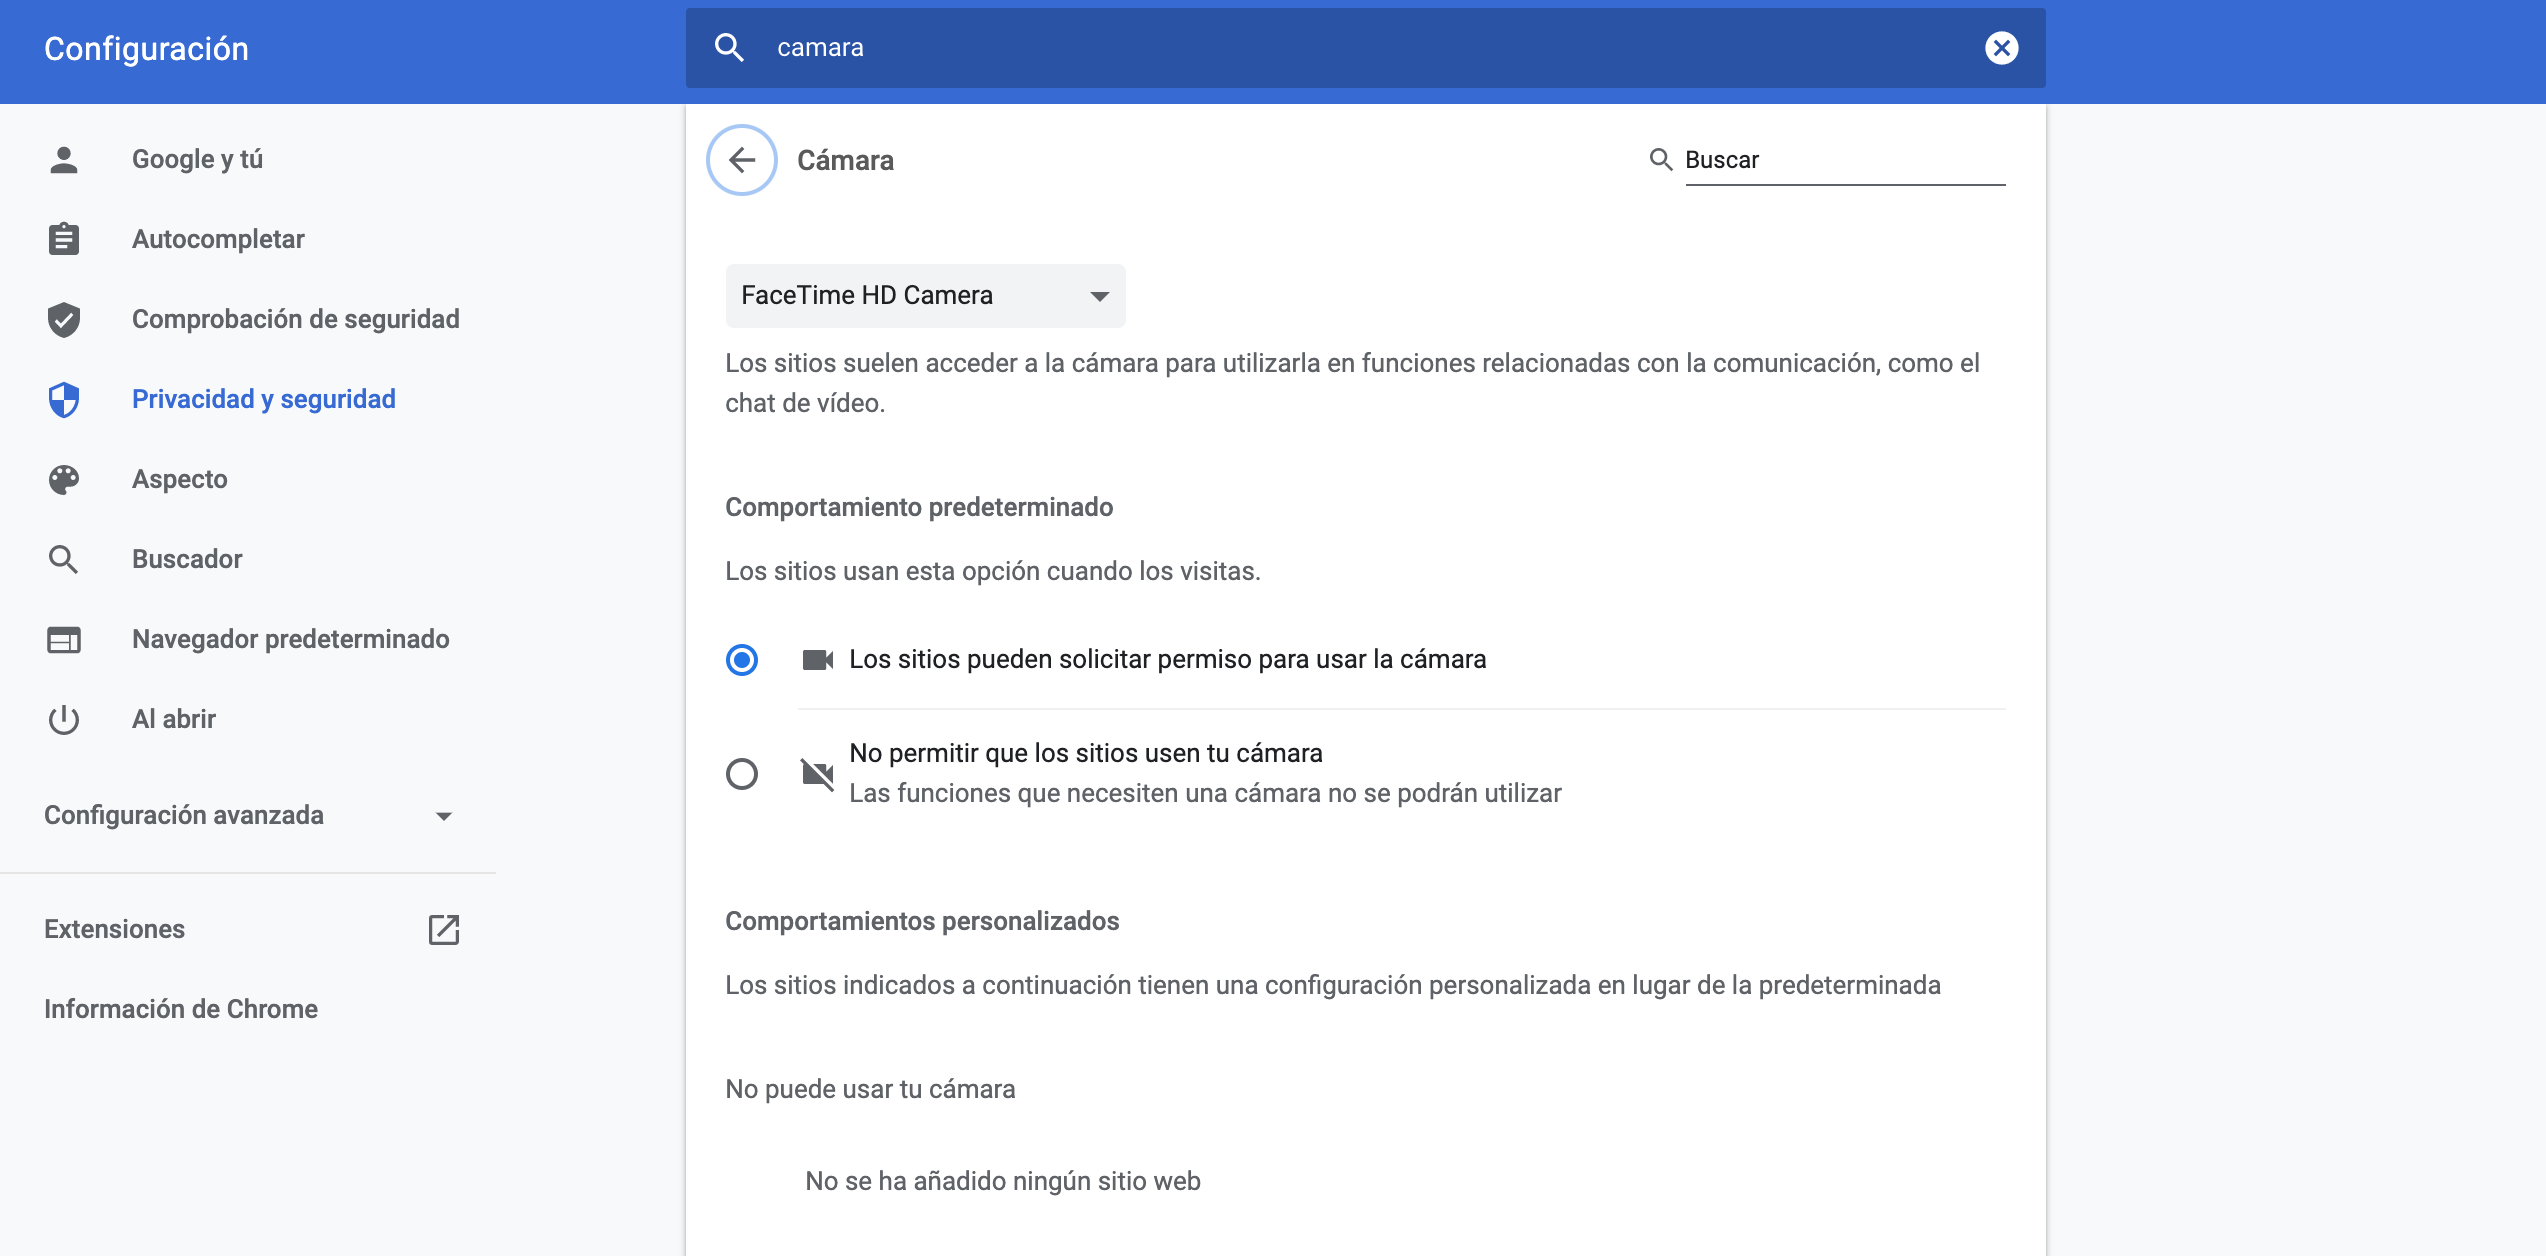 Configuración
camara
Google y tú
Autocompletar
Comprobación de seguridad
Privacidad y seguridad
Aspecto
Buscador
Navegador predeterminado
Al abrir
Configuración avanzada
Extensiones
Información de Chrome
Cámara
Buscar
FaceTime HD Camera
Los sitios suelen acceder a la cámara para utilizarla en funciones relacionadas con la comunicación, como el
chat de vídeo.
Comportamiento predeterminado
Los sitios usan esta opción cuando los visitas.
Los sitios pueden solicitar permiso para usar la cámara
No permitir que los sitios usen tu cámara
Las funciones que necesiten una cámara no se podrán utilizar
Comportamientos personalizados
Los sitios indicados a continuación tienen una configuración personalizada en lugar de la predeterminada
No puede usar tu cámara
No se ha añadido ningún sitio web